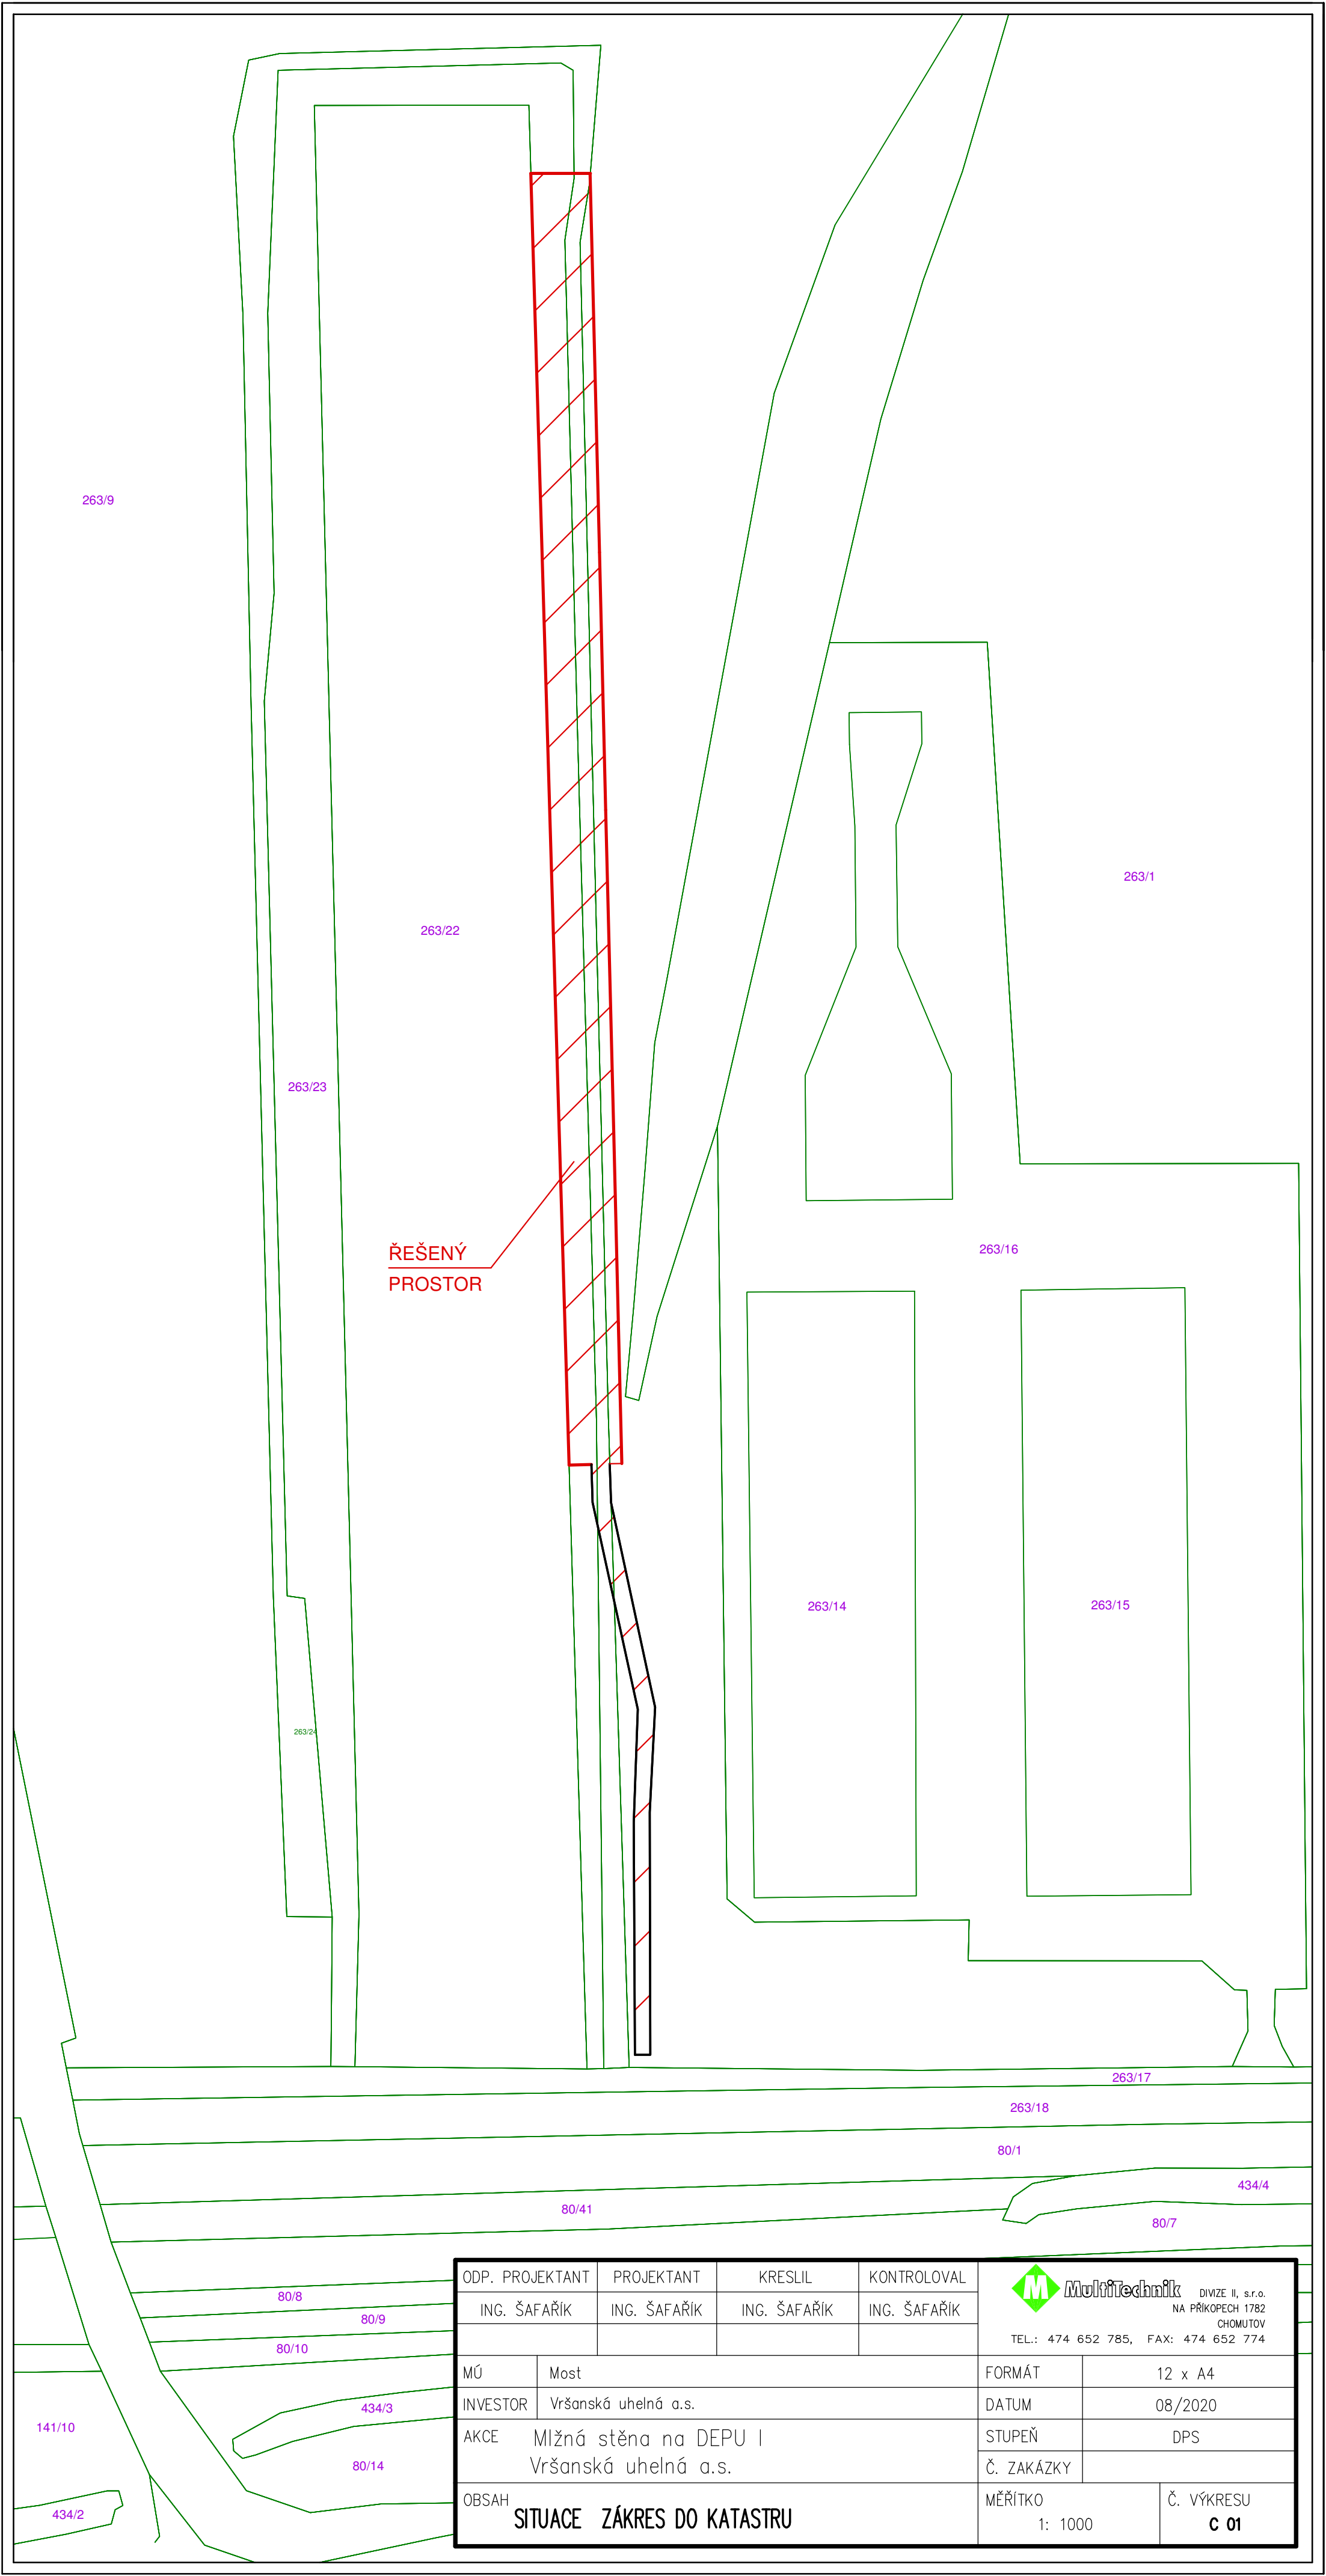 263/9
263/1
263/22
263/23
ŘEŠENÝ
PROSTOR
263/16
263/14
263/15
263/24
263/17
263/18
80/1
434/4
80/41
80/7
80/8
80/9
80/10
434/3
141/10
80/14
434/2
ODP. PROJEKTANT PROJEKTANT KRESLIL KONTROLOVAL
ING. ŠAFAŘÍK ING. ŠAFAŘÍK ING. ŠAFAŘÍK ING. ŠAFAŘÍK
M MultiTechnik DIVIZE II, s.r.o.
NA PŘÍKOPECH 1782
CHOMUTOV
TEL.: 474 652 785, FAX: 474 652 774
MÚ Most
FORMÁT 12 x A4
INVESTOR Vršanská uhelná a.s.
DATUM 08/2020
AKCE Mlžná stěna na DEPU I
Vršanská uhelná a.s.
STUPEŇ DPS
Č. ZAKÁZKY
OBSAH
SITUACE ZÁKRES DO KATASTRU
MĚŘÍTKO
1: 1000
Č. VÝKRESU
C 01